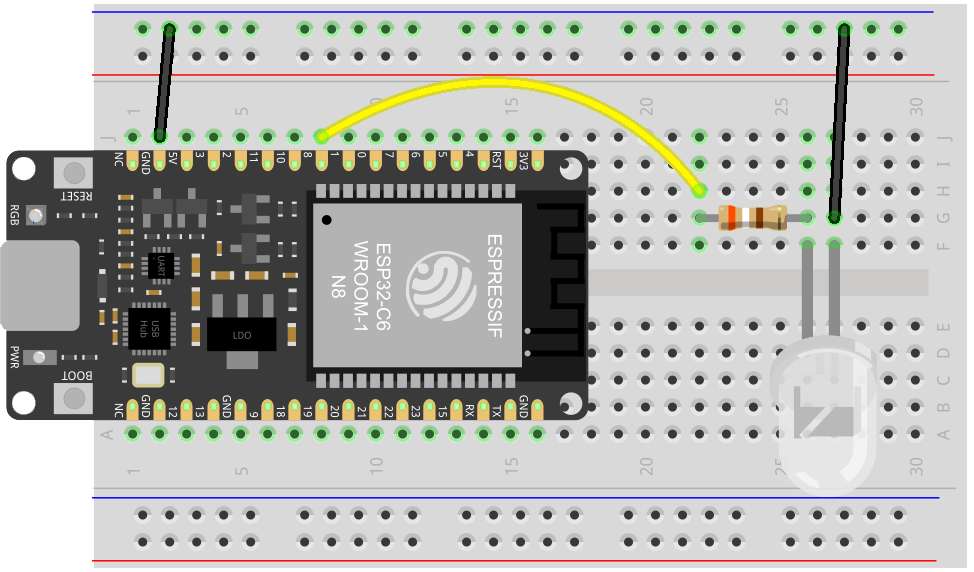 1 5 15 20 25 30
J J
NC GND 5V 3 2 11 10 8 1 0 7 6 5 4 RST 3V3
I
RESET
H
RGB
G
F
UART
ESPRESSIF
ESP32-C6
WROOM-1
N8
USB
Hub
LDO
E
PWR
D
BOOT
C
NC GND 12 13 GND 9 18 19 20 21 22 23 15 RX TX GND
B
A A
1 5 10 15 20 30